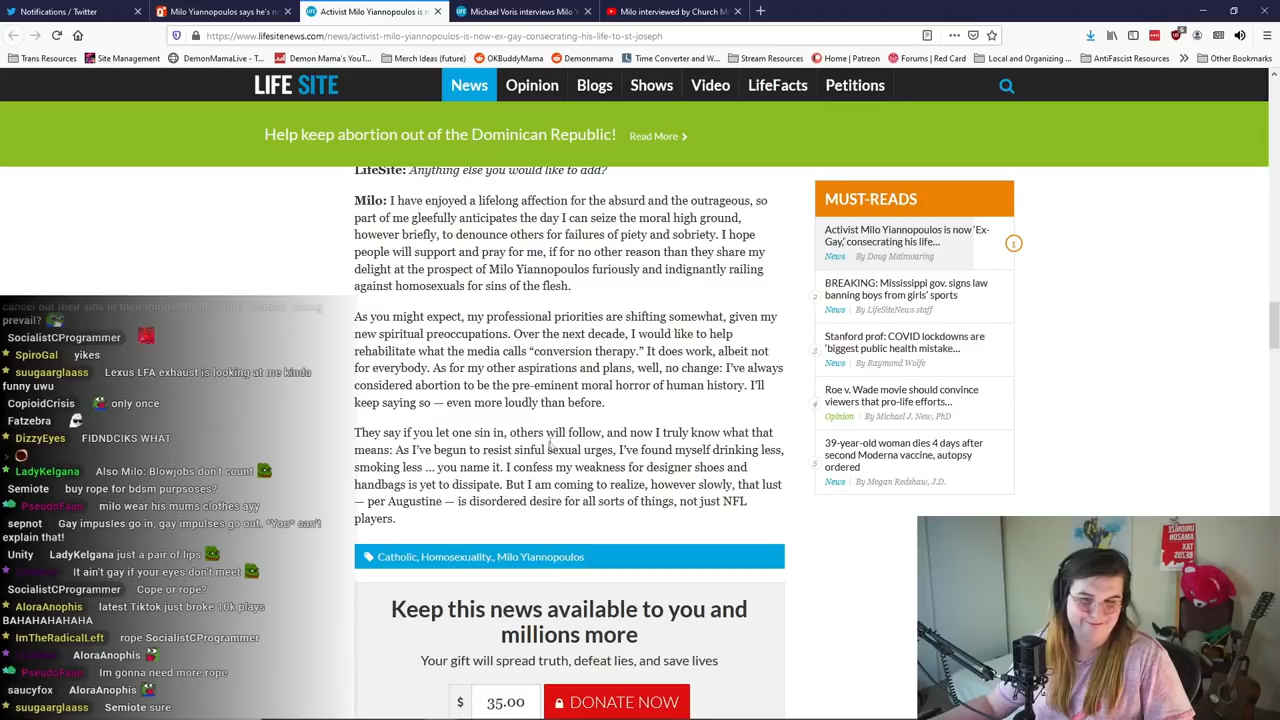 Notifications / Twitter
Milo Yiannopoulos says he's n
Activist Milo Yiannopoulos is n
Michael Voris interviews Milo Y
Milo interviewed by Church M
https://www.lifesitenews.com/news/activist-milo-yiannopoulos-is-now-ex-gay-consecrating-his-life-to-st-joseph
Trans Resources
Site Management
DemonMamaLive - T...
Demon Mama's YouT...
Merch Ideas (future)
OKBuddyMama
Demonmama
Time Converter and W...
Stream Resources
Home | Patreon
Forums | Red Card
Local and Organizing ...
AntiFascist Resources
Other Bookmarks
LIFE SITE
News
Opinion
Blogs
Shows
Video
LifeFacts
Petitions
Help keep abortion out of the Dominican Republic! Read More
LifeSite: Anything else you would like to add?
Milo: I have enjoyed a lifelong affection for the absurd and the outrageous, so
part of me gleefully anticipates the day I can seize the moral high ground,
however briefly, to denounce others for failures of piety and sobriety. I hope
people will support and pray for me, if for no other reason than they share my
delight at the prospect of Milo Yiannopoulos furiously and indignantly railing
against homosexuals for sins of the flesh.
As you might expect, my professional priorities are shifting somewhat, given my
new spiritual preoccupations. Over the next decade, I would like to help
rehabilitate what the media calls “conversion therapy.” It does work, albeit not
for everybody. As for my other aspirations and plans, well, no change: I’ve always
considered abortion to be the pre-eminent moral horror of human history. I’ll
keep saying so — even more loudly than before.
They say if you let one sin in, others will follow, and now I truly know what that
means: As I’ve begun to resist sinful sexual urges, I’ve found myself drinking less,
smoking less ... you name it. I confess my weakness for designer shoes and
handbags is yet to dissipate. But I am coming to realize, however slowly, that lust
— per Augustine — is disordered desire for all sorts of things, not just NFL
players.
Catholic, Homosexuality., Milo Yiannopoulos
Keep this news available to you and
millions more
Your gift will spread truth, defeat lies, and save lives
$ 35.00 DONATE NOW
MUST-READS
Activist Milo Yiannopoulos is now ‘Ex-
Gay,’ consecrating his life...
News By Doug Mainwaring
1
BREAKING: Mississippi gov. signs law
banning boys from girls’ sports
2
News By LifeSiteNews staff
Stanford prof: COVID lockdowns are
‘biggest public health mistake...
3
News By Raymond Wolfe
Roe v. Wade movie should convince
viewers that pro-life efforts...
4
Opinion By Michael J. New, PhD
39-year-old woman dies 4 days after
second Moderna vaccine, autopsy
5
ordered
News By Megan Redshaw, J.D.
prevail?
SocialistCProgrammer
SpiroGal yikes
suugaarglaass Lexus LFA exhaust is looking at me kinda
funny uwu
CopioidCrisis only once
Fatzebra
DizzyEyes FIDNDCIKS WHAT
LadyKelgana Also Milo: Blowjobs don't count
Semiote buy rope for bdsm purposes?
PseudoFaun milo wear his mums clothes ayy
sepnot Gay impusles go in, gay impulses go out. *You* can't
explain that!
Unity LadyKelgana just a pair of lips
It ain't gay if your eyes don't meet
SocialistCProgrammer Cope or rope?
AloraAnophis latest Tiktok just broke 10k plays
BAHAHAHAHAHA
ImTheRadicalLeft rope SocialistCProgrammer
AloraAnophis
PseudoFaun Im gonna need more rope
saucyfox AloraAnophis
suugaarglaass Semiote sure
UNIONIZE
AMAZON
TAX
BEZOS